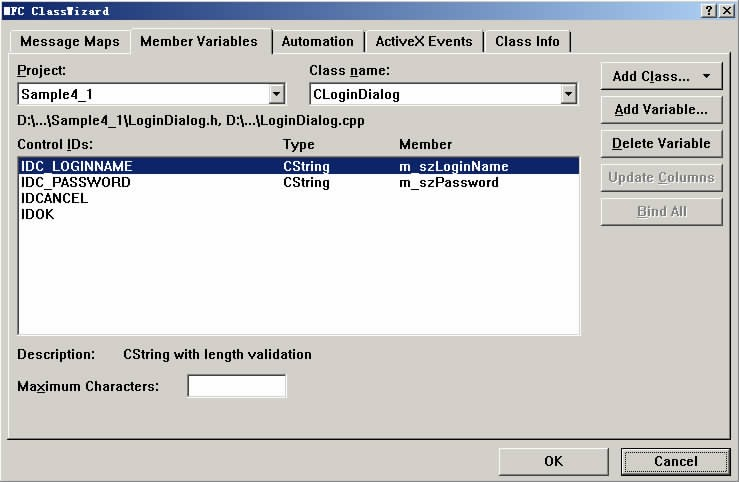 MFC ClassWizard
Message Maps Member Variables Automation ActiveX Events Class Info
Project: Class name:
Sample4_1 CLoginDialog
Add Class...
Add Variable...
D:\...\Sample4_1\LoginDialog.h, D:\...\LoginDialog.cpp
Control IDs: Type Member
Delete Variable
IDC_LOGINNAME CString m_szLoginName
IDC_PASSWORD CString m_szPassword
Update Columns
IDCANCEL
IDOK
Bind All
Description: CString with length validation
Maximum Characters:
OK Cancel